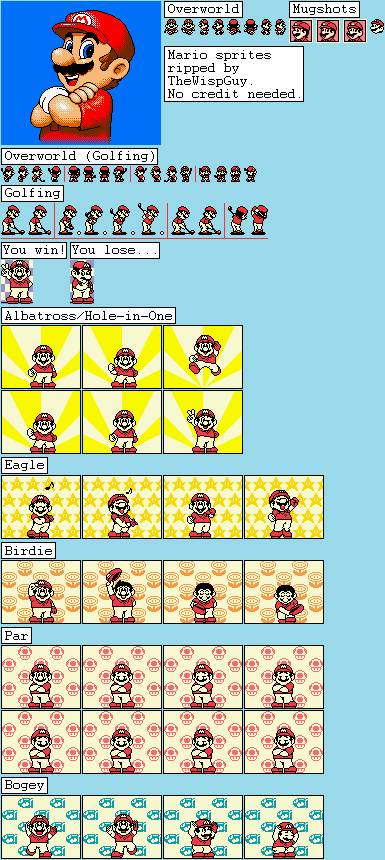 Overworld
Mugshots
Mario sprites
ripped by
TheWispGuy.
No credit needed.
Overworld (Golfing)
Golfing
You win!
You lose...
Albatross/Hole-in-One
Eagle
Birdie
Par
Bogey